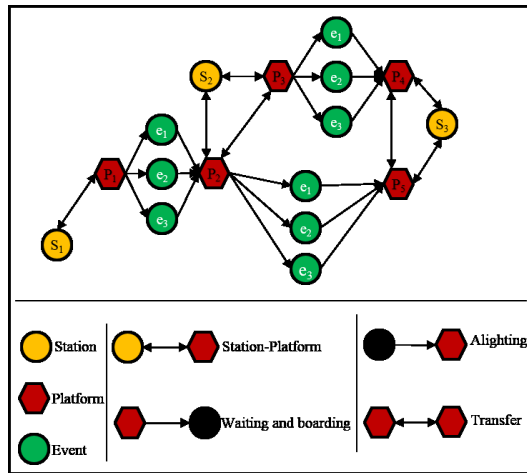 e1
S2
P3
e2
P4
e3
S3
e1
P1
e2
P2
e1
P5
e3
e2
S1
e3
Station
Station-Platform
Alighting
Platform
Waiting and boarding
Transfer
Event